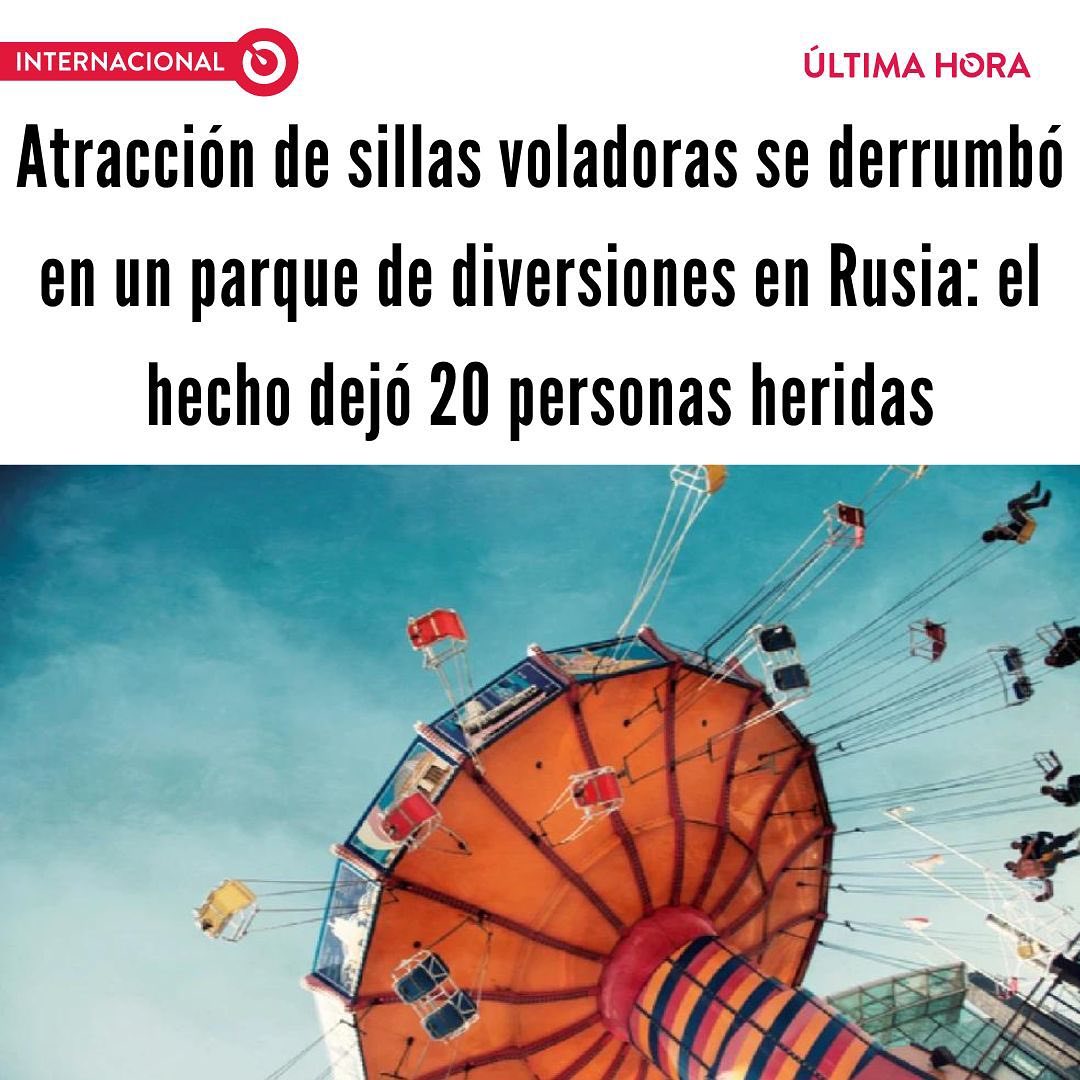 INTERNACIONAL
ÚLTIMA HORA
Atracción de sillas voladoras se derrumbó
en un parque de diversiones en Rusia: el
hecho dejó 20 personas heridas